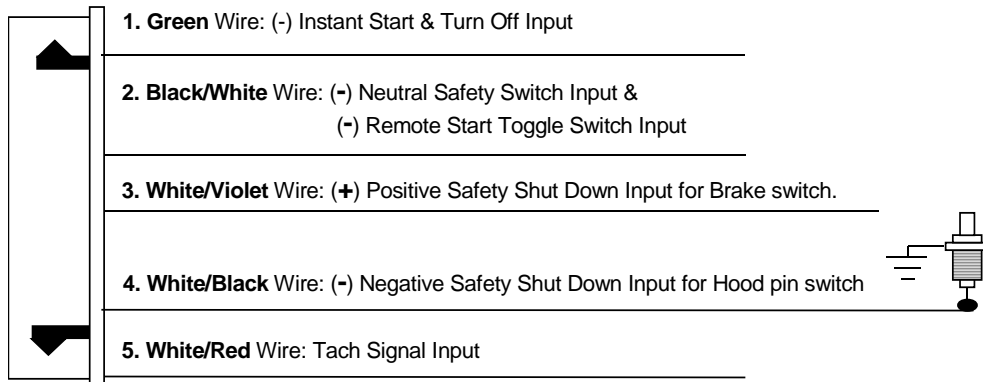 1. Green Wire: (-) Instant Start & Turn Off Input
2. Black/White Wire: (-) Neutral Safety Switch Input &
(-) Remote Start Toggle Switch Input
3. White/Violet Wire: (+) Positive Safety Shut Down Input for Brake switch.
4. White/Black Wire: (-) Negative Safety Shut Down Input for Hood pin switch
5. White/Red Wire: Tach Signal Input